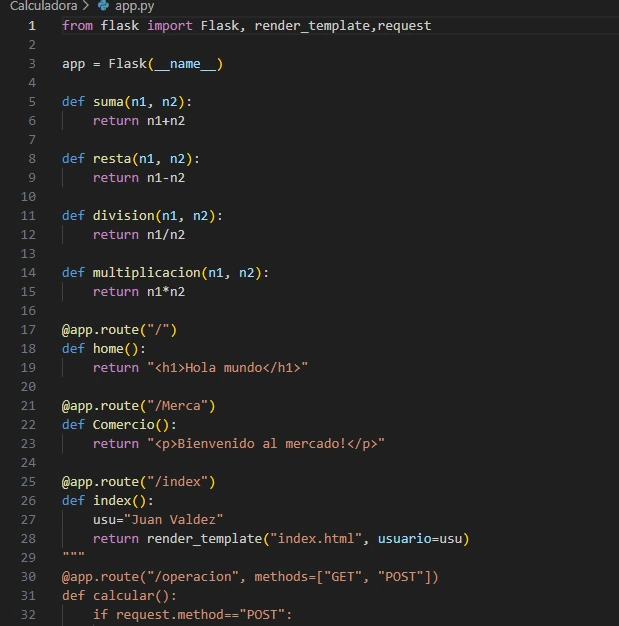 Calculadora > app.py
1 from flask import Flask, render_template,request
2
3 app = Flask(__name__)
4
5 def suma(n1, n2):
6     return n1+n2
7
8 def resta(n1, n2):
9     return n1-n2
10
11 def division(n1, n2):
12     return n1/n2
13
14 def multiplicacion(n1, n2):
15     return n1*n2
16
17 @app.route("/")
18 def home():
19     return "<h1>Hola mundo</h1>"
20
21 @app.route("/Merca")
22 def Comercio():
23     return "<p>Bienvenido al mercado!</p>"
24
25 @app.route("/index")
26 def index():
27     usu="Juan Valdez"
28     return render_template("index.html", usuario=usu)
29 """
30 @app.route("/operacion", methods=["GET", "POST"])
31 def calcular():
32     if request.method=="POST":